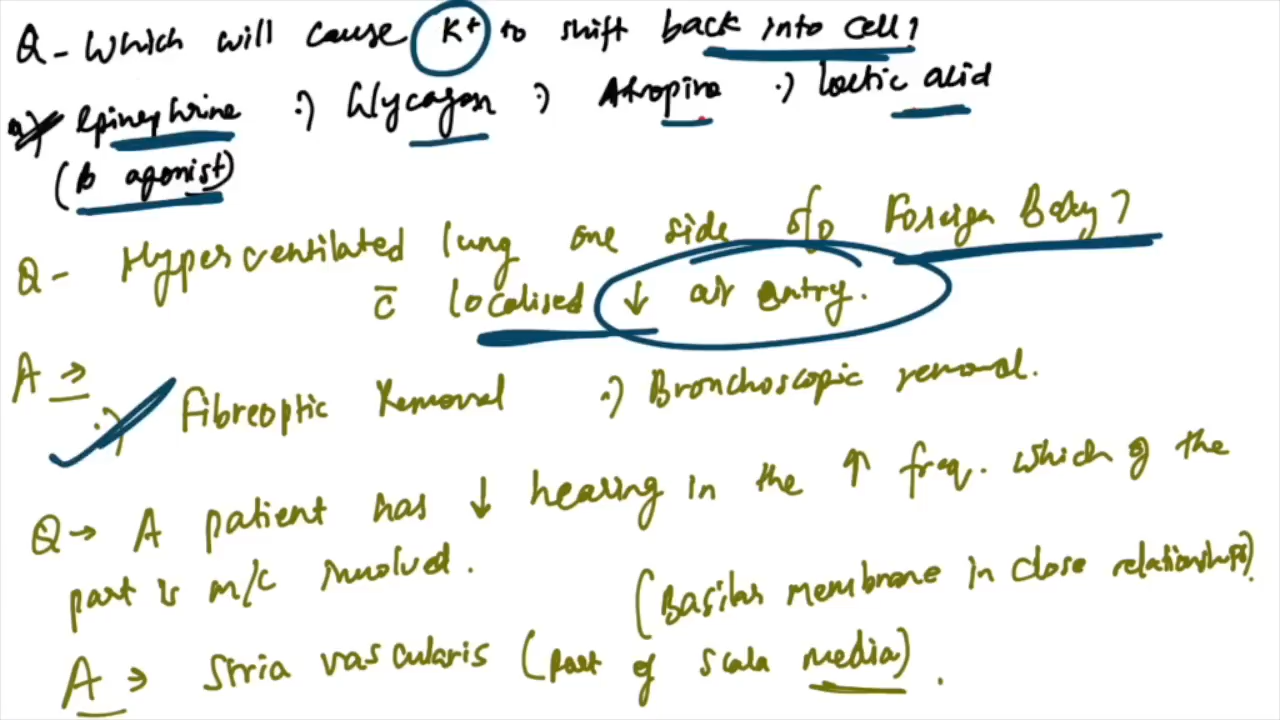 Q - Which will cause K+ to shift back into cell?
a) Epinephrine :) Glycagon :) Atropine :) Lactic acid
(B agonist)
Q - Hyperventilated lung one side s/o Foreign Body?
c̄ localised ↓ air entry.
A →
:) Fibreoptic Removal :) Bronchoscopic removal.
Q → A patient has ↓ hearing in the ↑ freq. which of the
part is m/c involved.
(Basilar membrane in close relationships)
A → Stria vascularis (part of scala media).